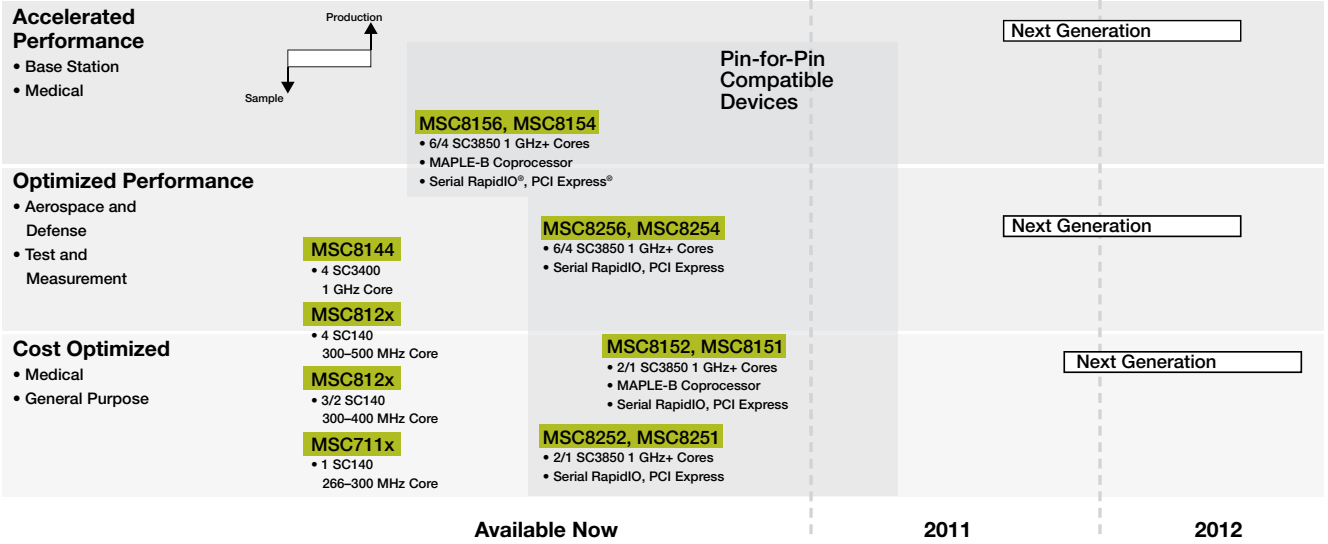 Accelerated
Performance
• Base Station
• Medical
Production
Sample
Pin-for-Pin
Compatible
Devices
Next Generation
MSC8156, MSC8154
• 6/4 SC3850 1 GHz+ Cores
• MAPLE-B Coprocessor
• Serial RapidIO®, PCI Express®
Optimized Performance
• Aerospace and
Defense
• Test and
Measurement
MSC8144
• 4 SC3400
1 GHz Core
MSC812x
• 4 SC140
300–500 MHz Core
MSC8256, MSC8254
• 6/4 SC3850 1 GHz+ Cores
• Serial RapidIO, PCI Express
Next Generation
Cost Optimized
• Medical
• General Purpose
MSC812x
• 3/2 SC140
300–400 MHz Core
MSC711x
• 1 SC140
266–300 MHz Core
MSC8152, MSC8151
• 2/1 SC3850 1 GHz+ Cores
• MAPLE-B Coprocessor
• Serial RapidIO, PCI Express
MSC8252, MSC8251
• 2/1 SC3850 1 GHz+ Cores
• Serial RapidIO, PCI Express
Next Generation
Available Now
2011
2012